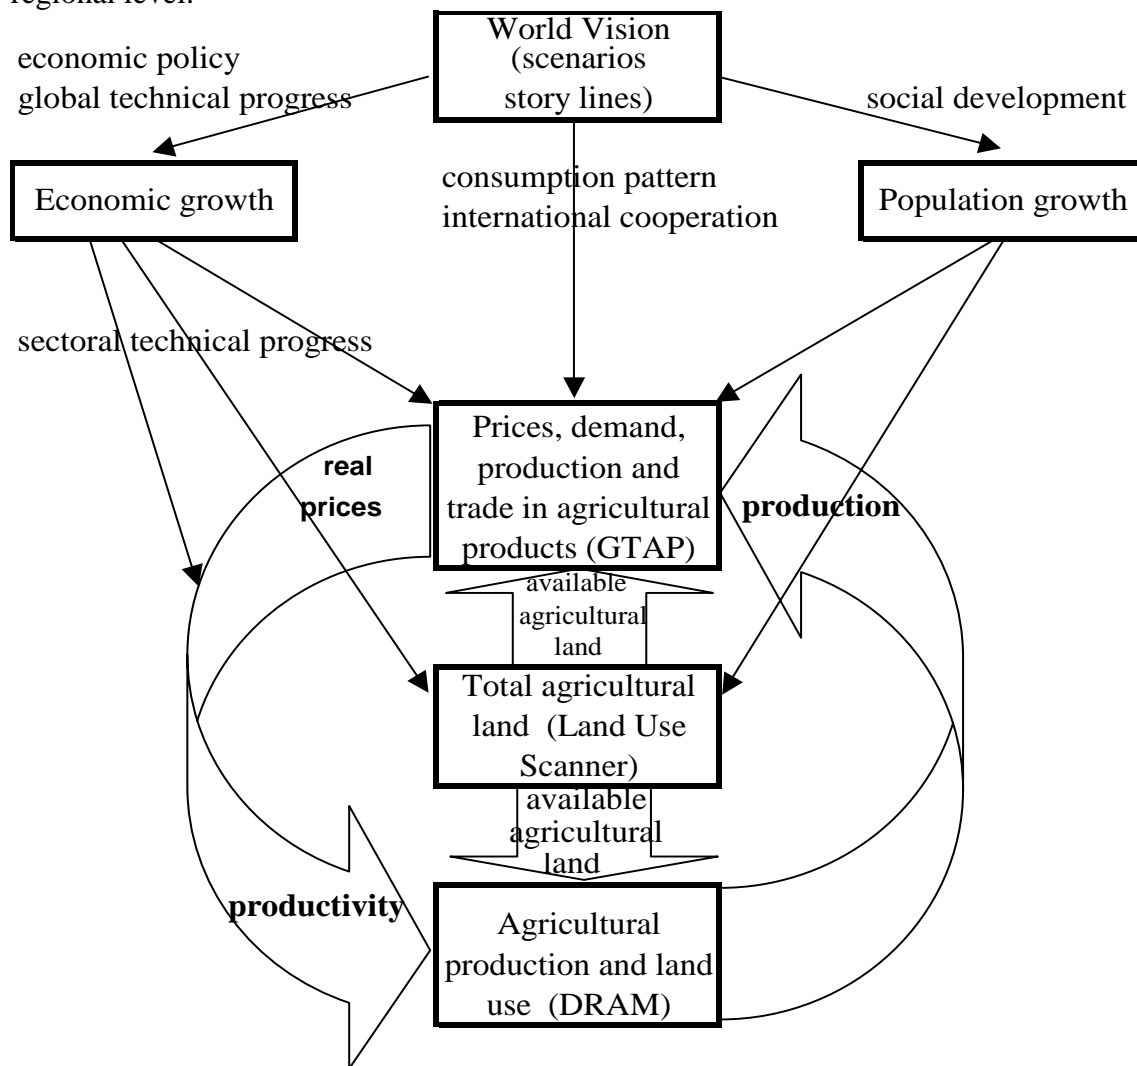 regional level.
World Vision
(scenarios
story lines)
economic policy
global technical progress
social development
Economic growth
consumption pattern
international cooperation
Population growth
sectoral technical progress
Prices, demand,
production and
trade in agricultural
products (GTAP)
real
prices
production
available
agricultural
land
Total agricultural
land (Land Use
Scanner)
available
agricultural
land
productivity
Agricultural
production and land
use (DRAM)